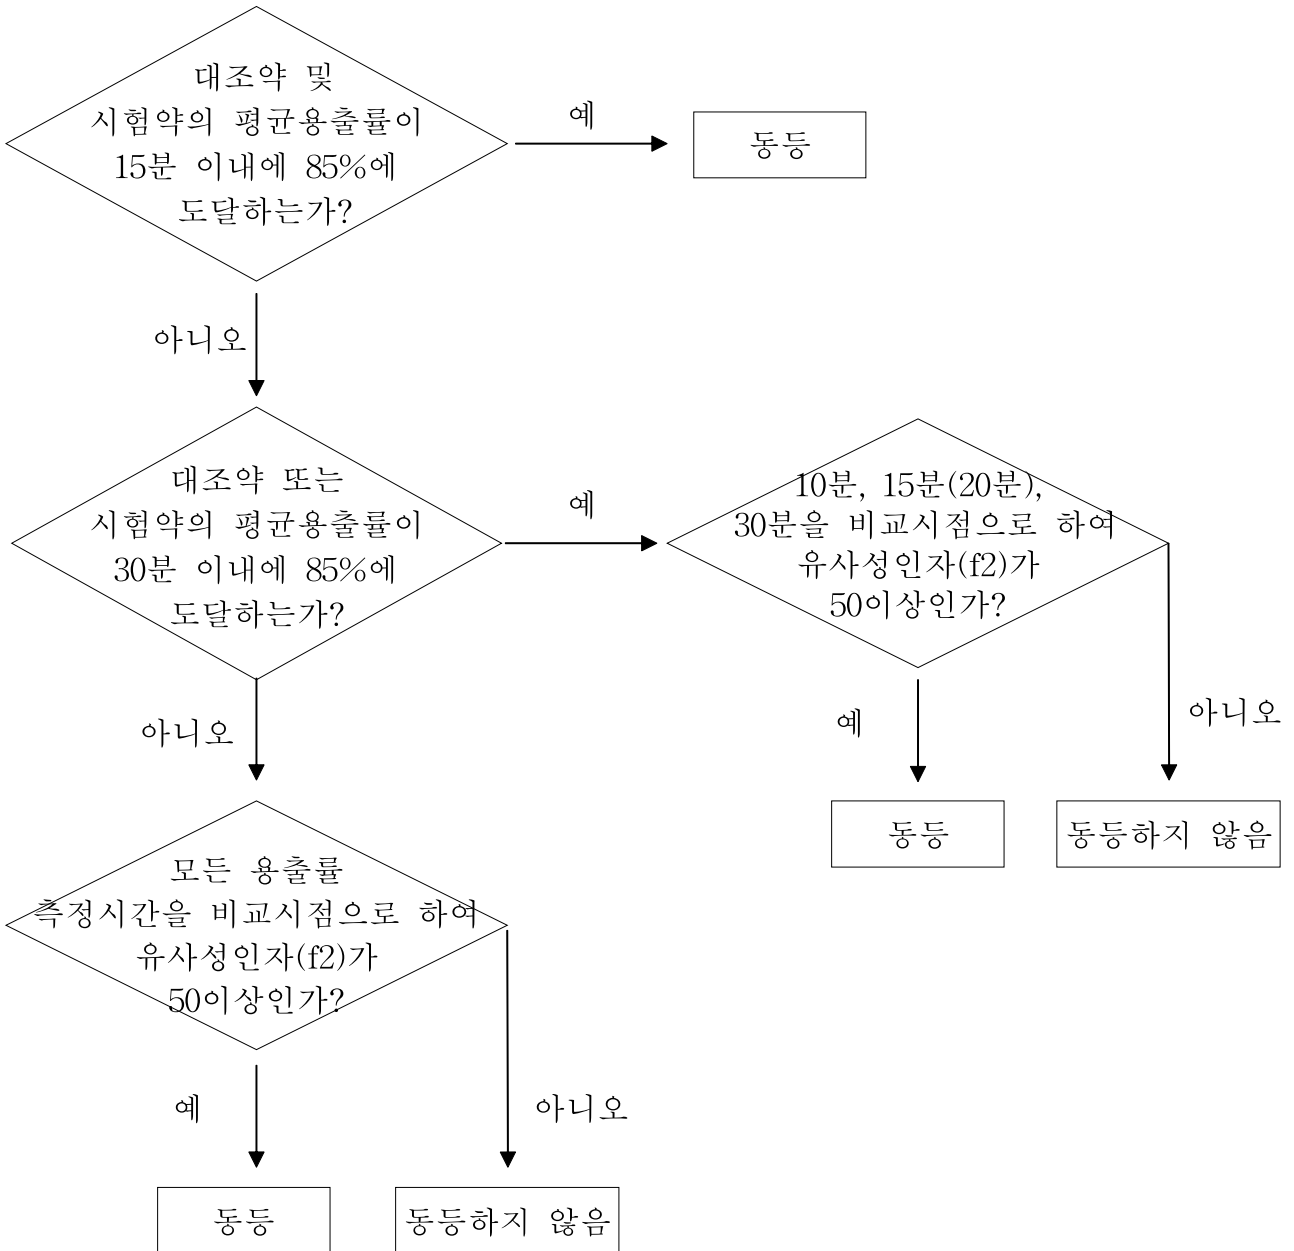 대조약 및
시험약의 평균용출률이
15분 이내에 85%에
도달하는가?
예
동등
아니오
대조약 또는
시험약의 평균용출률이
30분 이내에 85%에
도달하는가?
예
10분, 15분(20분),
30분을 비교시점으로 하여
유사성인자(f2)가
50이상인가?
아니오
예
아니오
동등
동등하지 않음
모든 용출률
측정시간을 비교시점으로 하여
유사성인자(f2)가
50이상인가?
예
아니오
동등
동등하지 않음